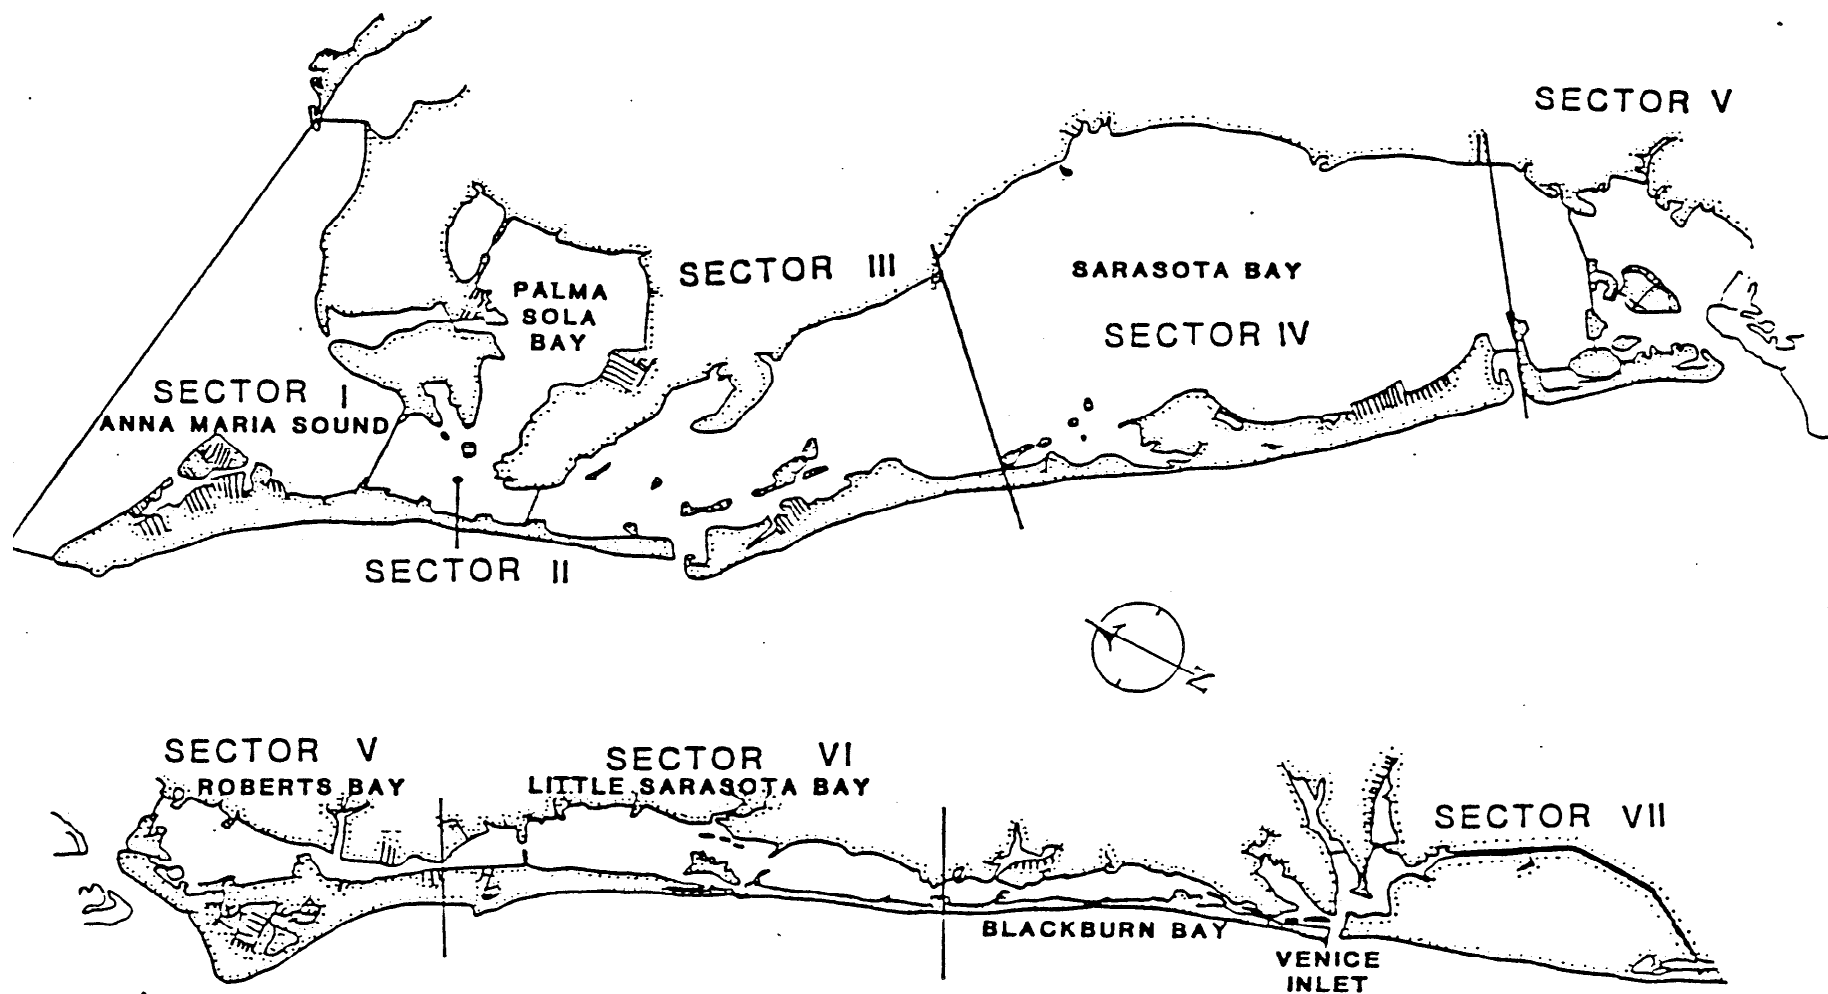 SECTOR V
SECTOR III
SARASOTA BAY
PALMA
SOLA
BAY
SECTOR IV
SECTOR I
ANNA MARIA SOUND
SECTOR II
N
SECTOR V
ROBERTS BAY
SECTOR VI
LITTLE SARASOTA BAY
SECTOR VII
BLACKBURN BAY
VENICE
INLET